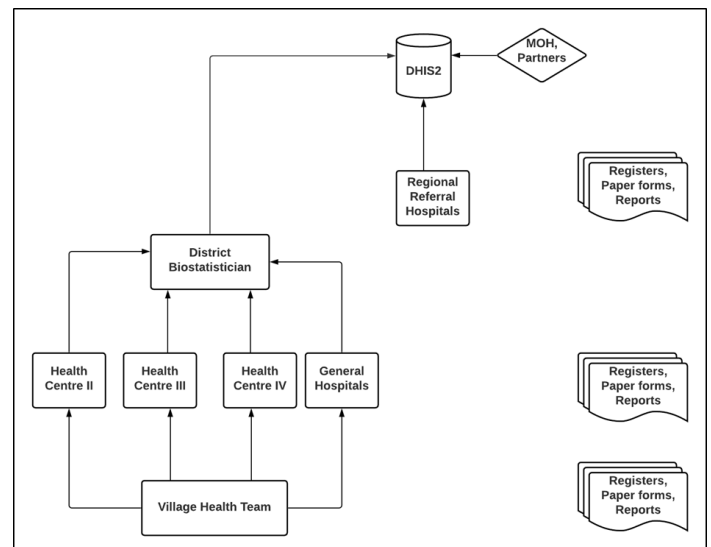 MOH,
Partners
DHIS2
Regional
Referral
Hospitals
Registers,
Paper forms,
Reports
District
Biostatistician
Health
Centre II
Health
Centre III
Health
Centre IV
General
Hospitals
Registers,
Paper forms,
Reports
Village Health Team
Registers,
Paper forms,
Reports